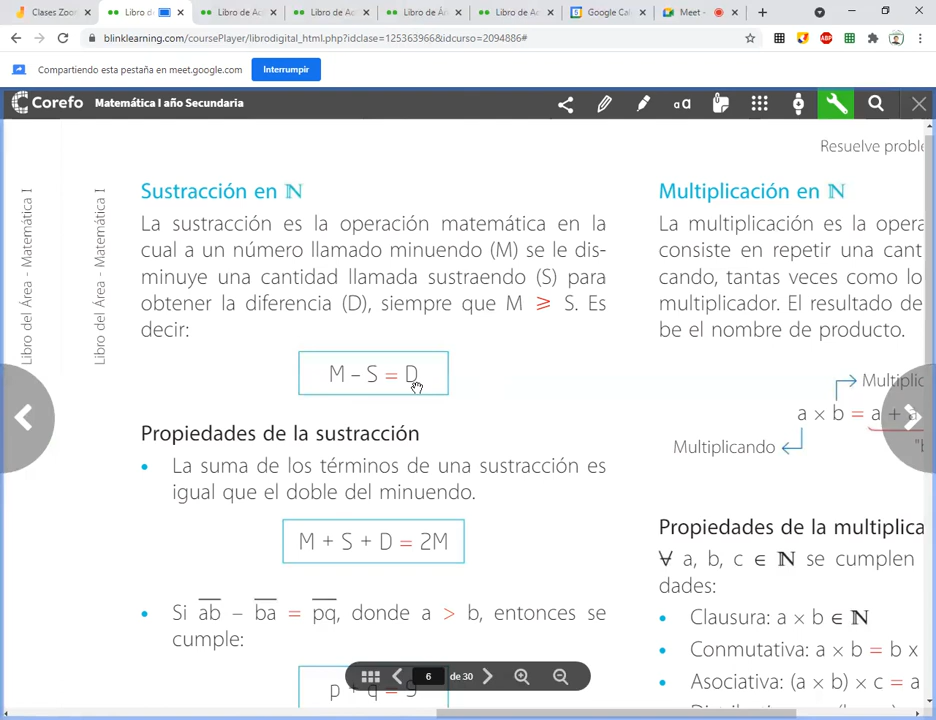 Clases Zoo
Libro d
Libro de Ac
Libro de Ac
Libro de Ár
Libro de Ac
Google Cal
Meet -
blinklearning.com/coursePlayer/librodigital_html.php?idclase=125363966&idcurso=2094886#
ABP
Compartiendo esta pestaña en meet.google.com
Interrumpir
Corefo
Matemática I año Secundaria
aa
Resuelve proble
Libro del Área - Matemática I
Libro del Área - Matemática I
Sustracción en ℕ
La sustracción es la operación matemática en la
cual a un número llamado minuendo (M) se le dis-
minuye una cantidad llamada sustraendo (S) para
obtener la diferencia (D), siempre que M ⩾ S. Es
decir:
M – S = D
Propiedades de la sustracción
• La suma de los términos de una sustracción es
igual que el doble del minuendo.
M + S + D = 2M
• Si a̅b̅ – b̅a̅ = p̅q̅, donde a > b, entonces se
cumple:
p + q = 9
Multiplicación en ℕ
La multiplicación es la opera
consiste en repetir una cant
cando, tantas veces como lo
multiplicador. El resultado de
be el nombre de producto.
Multiplic
a × b = a + a
Multiplicando
"b
Propiedades de la multiplica
∀ a, b, c ∈ ℕ se cumplen
dades:
• Clausura: a × b ∈ ℕ
• Conmutativa: a × b = b x
• Asociativa: (a × b) × c = a
6 de 30